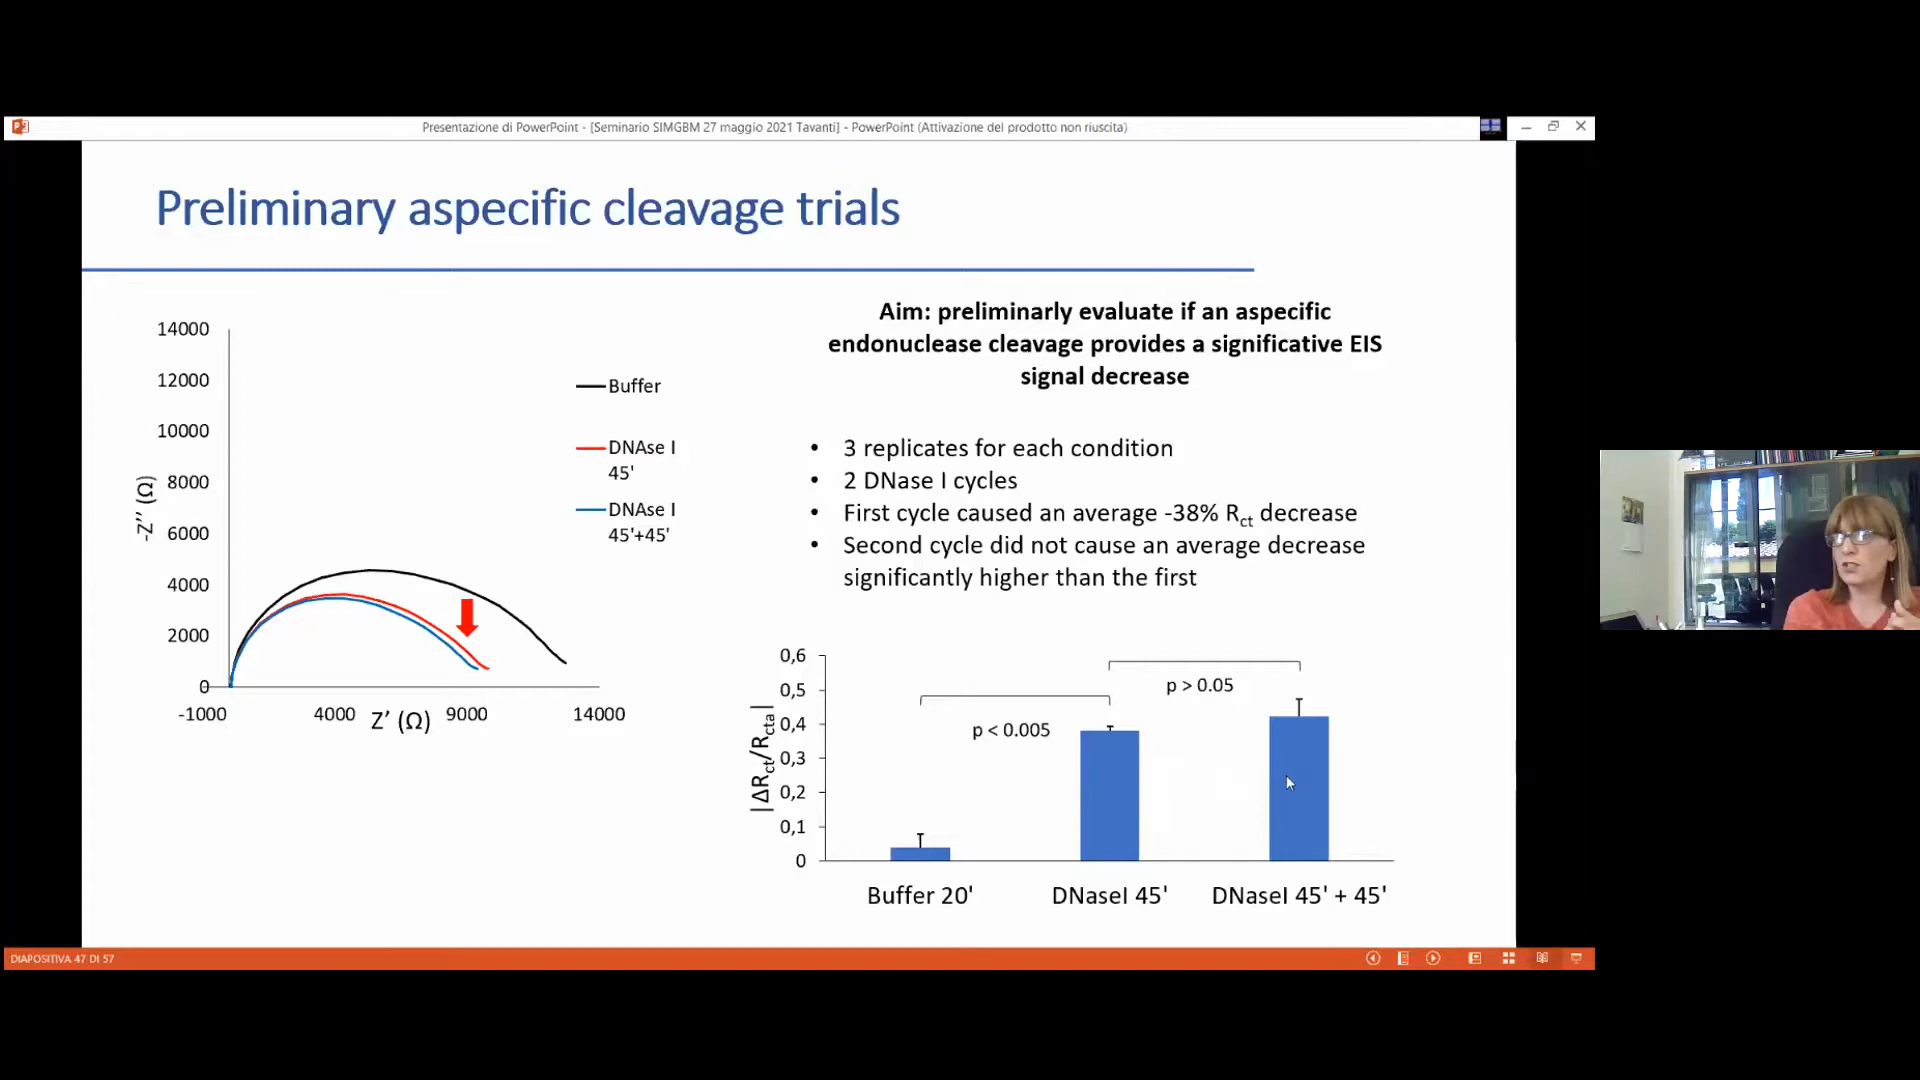 Presentazione di PowerPoint - [Seminario SIMGBM 27 maggio 2021 Tavanti] - PowerPoint (Attivazione del prodotto non riuscita)
Preliminary aspecific cleavage trials
14000
12000
10000
8000
6000
4000
2000
0
-Z’’ (Ω)
-1000
4000
9000
14000
Z’ (Ω)
Buffer
DNAse I
45'
DNAse I
45'+45'
Aim: preliminarly evaluate if an aspecific
endonuclease cleavage provides a significative EIS
signal decrease
• 3 replicates for each condition
• 2 DNase I cycles
• First cycle caused an average -38% Rct decrease
• Second cycle did not cause an average decrease
significantly higher than the first
0,6
0,5
0,4
0,3
0,2
0,1
0
|ΔRct/Rcta|
p < 0.005
p > 0.05
Buffer 20'
DNaseI 45'
DNaseI 45' + 45'
DIAPOSITIVA 47 DI 57